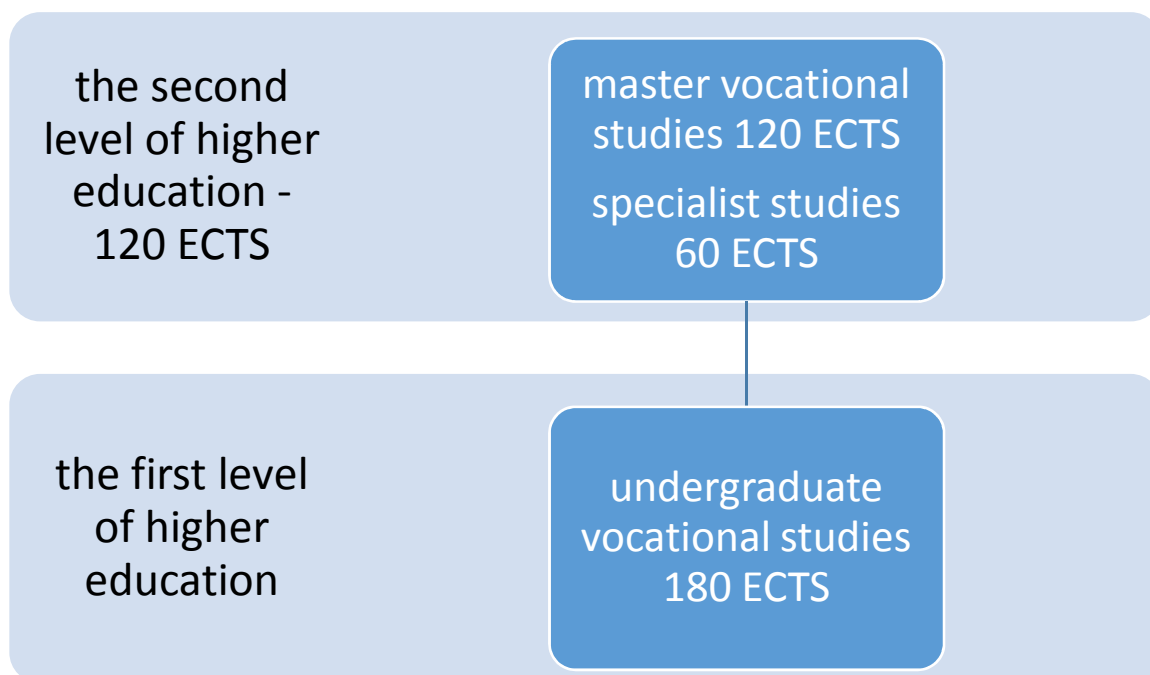 the second
level of higher
education -
120 ECTS
master vocational
studies 120 ECTS
specialist studies
60 ECTS
the first level
of higher
education
undergraduate
vocational studies
180 ECTS